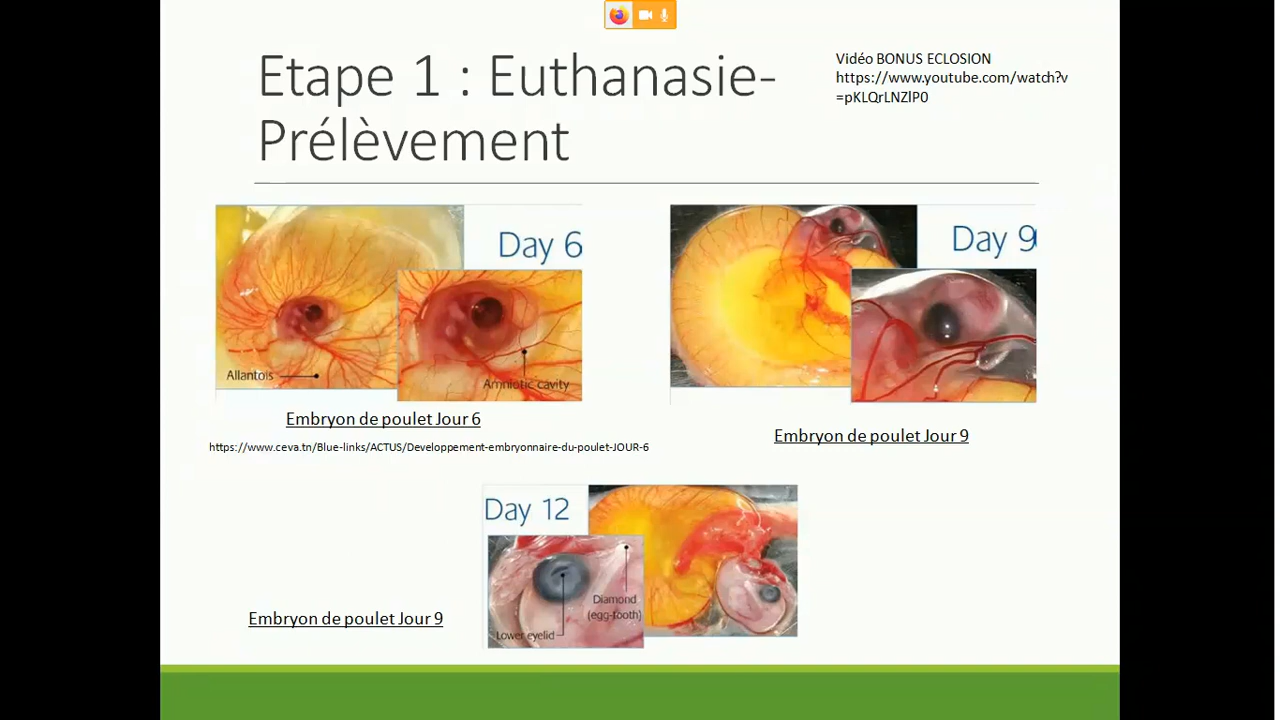 Etape 1 : Euthanasie-
Prélèvement
Vidéo BONUS ECLOSION
https://www.youtube.com/watch?v
=pKLQrLNZlP0
Day 6
Allantois
Amniotic cavity
Embryon de poulet Jour 6
https://www.ceva.tn/Blue-links/ACTUS/Developpement-embryonnaire-du-poulet-JOUR-6
Day 9
Embryon de poulet Jour 9
Day 12
Diamond
(egg-tooth)
Lower eyelid
Embryon de poulet Jour 9